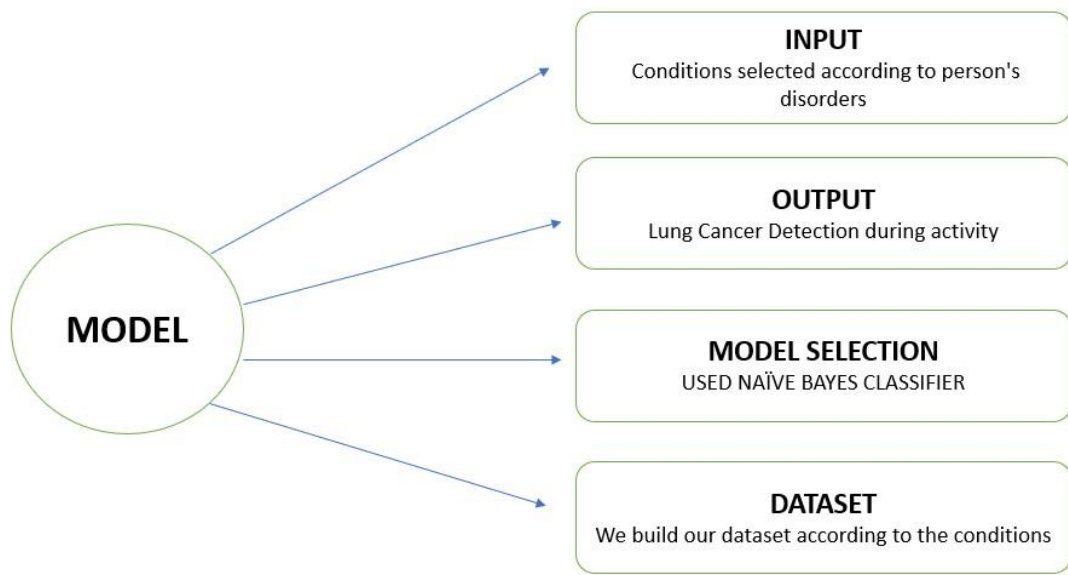 MODEL
INPUT
Conditions selected according to person's
disorders
OUTPUT
Lung Cancer Detection during activity
MODEL SELECTION
USED NAÏVE BAYES CLASSIFIER
DATASET
We build our dataset according to the conditions